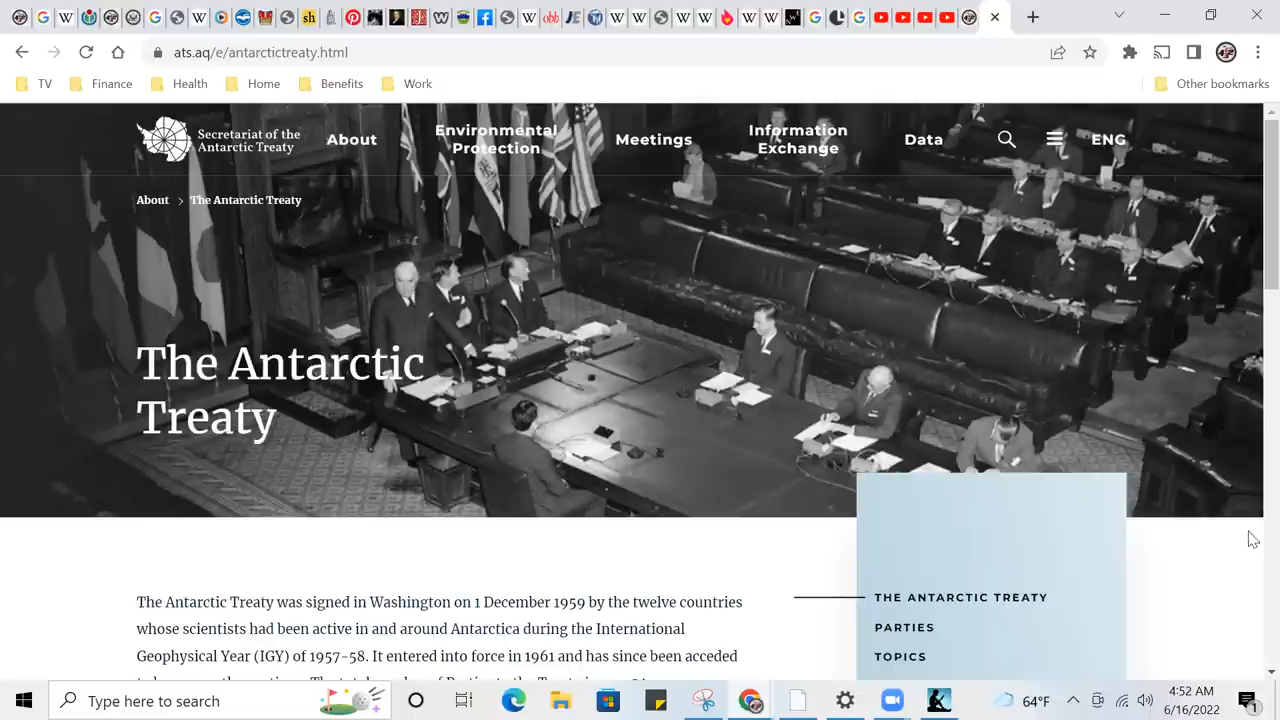 ats.aq/e/antarctictreaty.html
TV Finance Health Home Benefits Work Other bookmarks
Secretariat of the
Antarctic Treaty
About
Environmental
Protection
Meetings
Information
Exchange
Data
ENG
About > The Antarctic Treaty
The Antarctic
Treaty
The Antarctic Treaty was signed in Washington on 1 December 1959 by the twelve countries
whose scientists had been active in and around Antarctica during the International
Geophysical Year (IGY) of 1957-58. It entered into force in 1961 and has since been acceded
THE ANTARCTIC TREATY
PARTIES
TOPICS
Type here to search
64°F
4:52 AM
6/16/2022